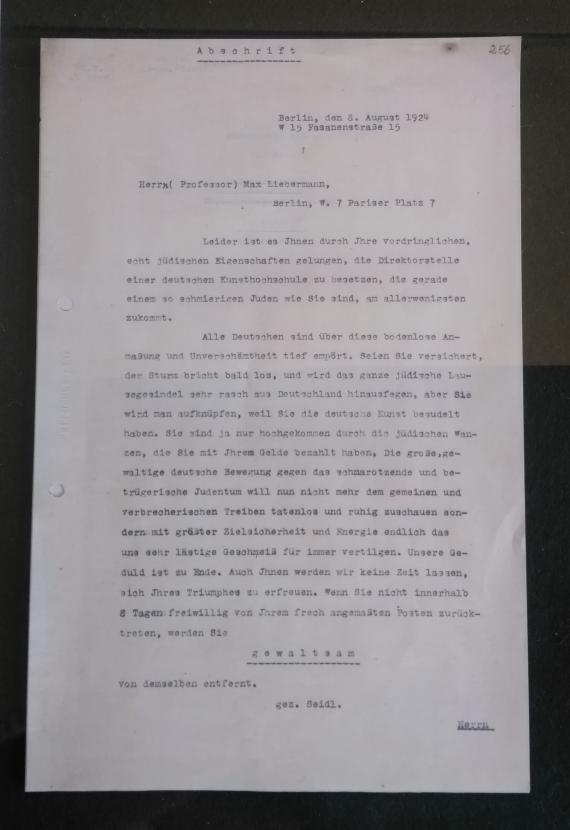 Abschrift
256
Berlin, den 8. August 1924
W 15 Fasanenstraße 15
Herrn( Professor) Max Liebermann,
Berlin, W. 7 Pariser Platz 7
Leider ist es Jhnen durch Jhre vordringlichen,
echt jüdischen Eigenschaften gelungen, die Direktorstelle
einer deutschen Kunsthochschule zu besetzen, die gerade
einem so schmierigen Juden wie Sie sind, am allerwenigsten
zukommt.
Alle Deutschen sind über diese bodenlose An-
maßung und Unverschämtheit tief empört. Seien Sie versichert,
der Sturm bricht bald los, und wird das ganze jüdische Lau-
segesindel sehr rasch aus Deutschland hinausfegen, aber Sie
wird man aufknüpfen, weil Sie die deutsche Kunst besudelt
haben. Sie sind ja nur hochgekommen durch die jüdischen Wan-
zen, die Sie mit Jhrem Gelde bezahlt haben, Die große,ge-
waltige deutsche Bewegung gegen das schmarotzende und be-
trügerische Judentum will nun nicht mehr dem gemeinen und
verbrecherischen Treiben tatenlos und ruhig zuschauen son-
dern mit größter Zielsicherheit und Energie endlich das
uns sehr lästige Geschmeiß für immer vertilgen. Unsere Ge-
duld ist zu Ende. Auch Jhnen werden wir keine Zeit lassen,
sich Jhres Triumphes zu erfreuen. Wenn Sie nicht innerhalb
8 Tagen freiwillig von Jhrem frech angemaßten Posten zurück-
treten, werden Sie
gewaltsam
von demselben entfernt.
gez. Seidl.
Herrn